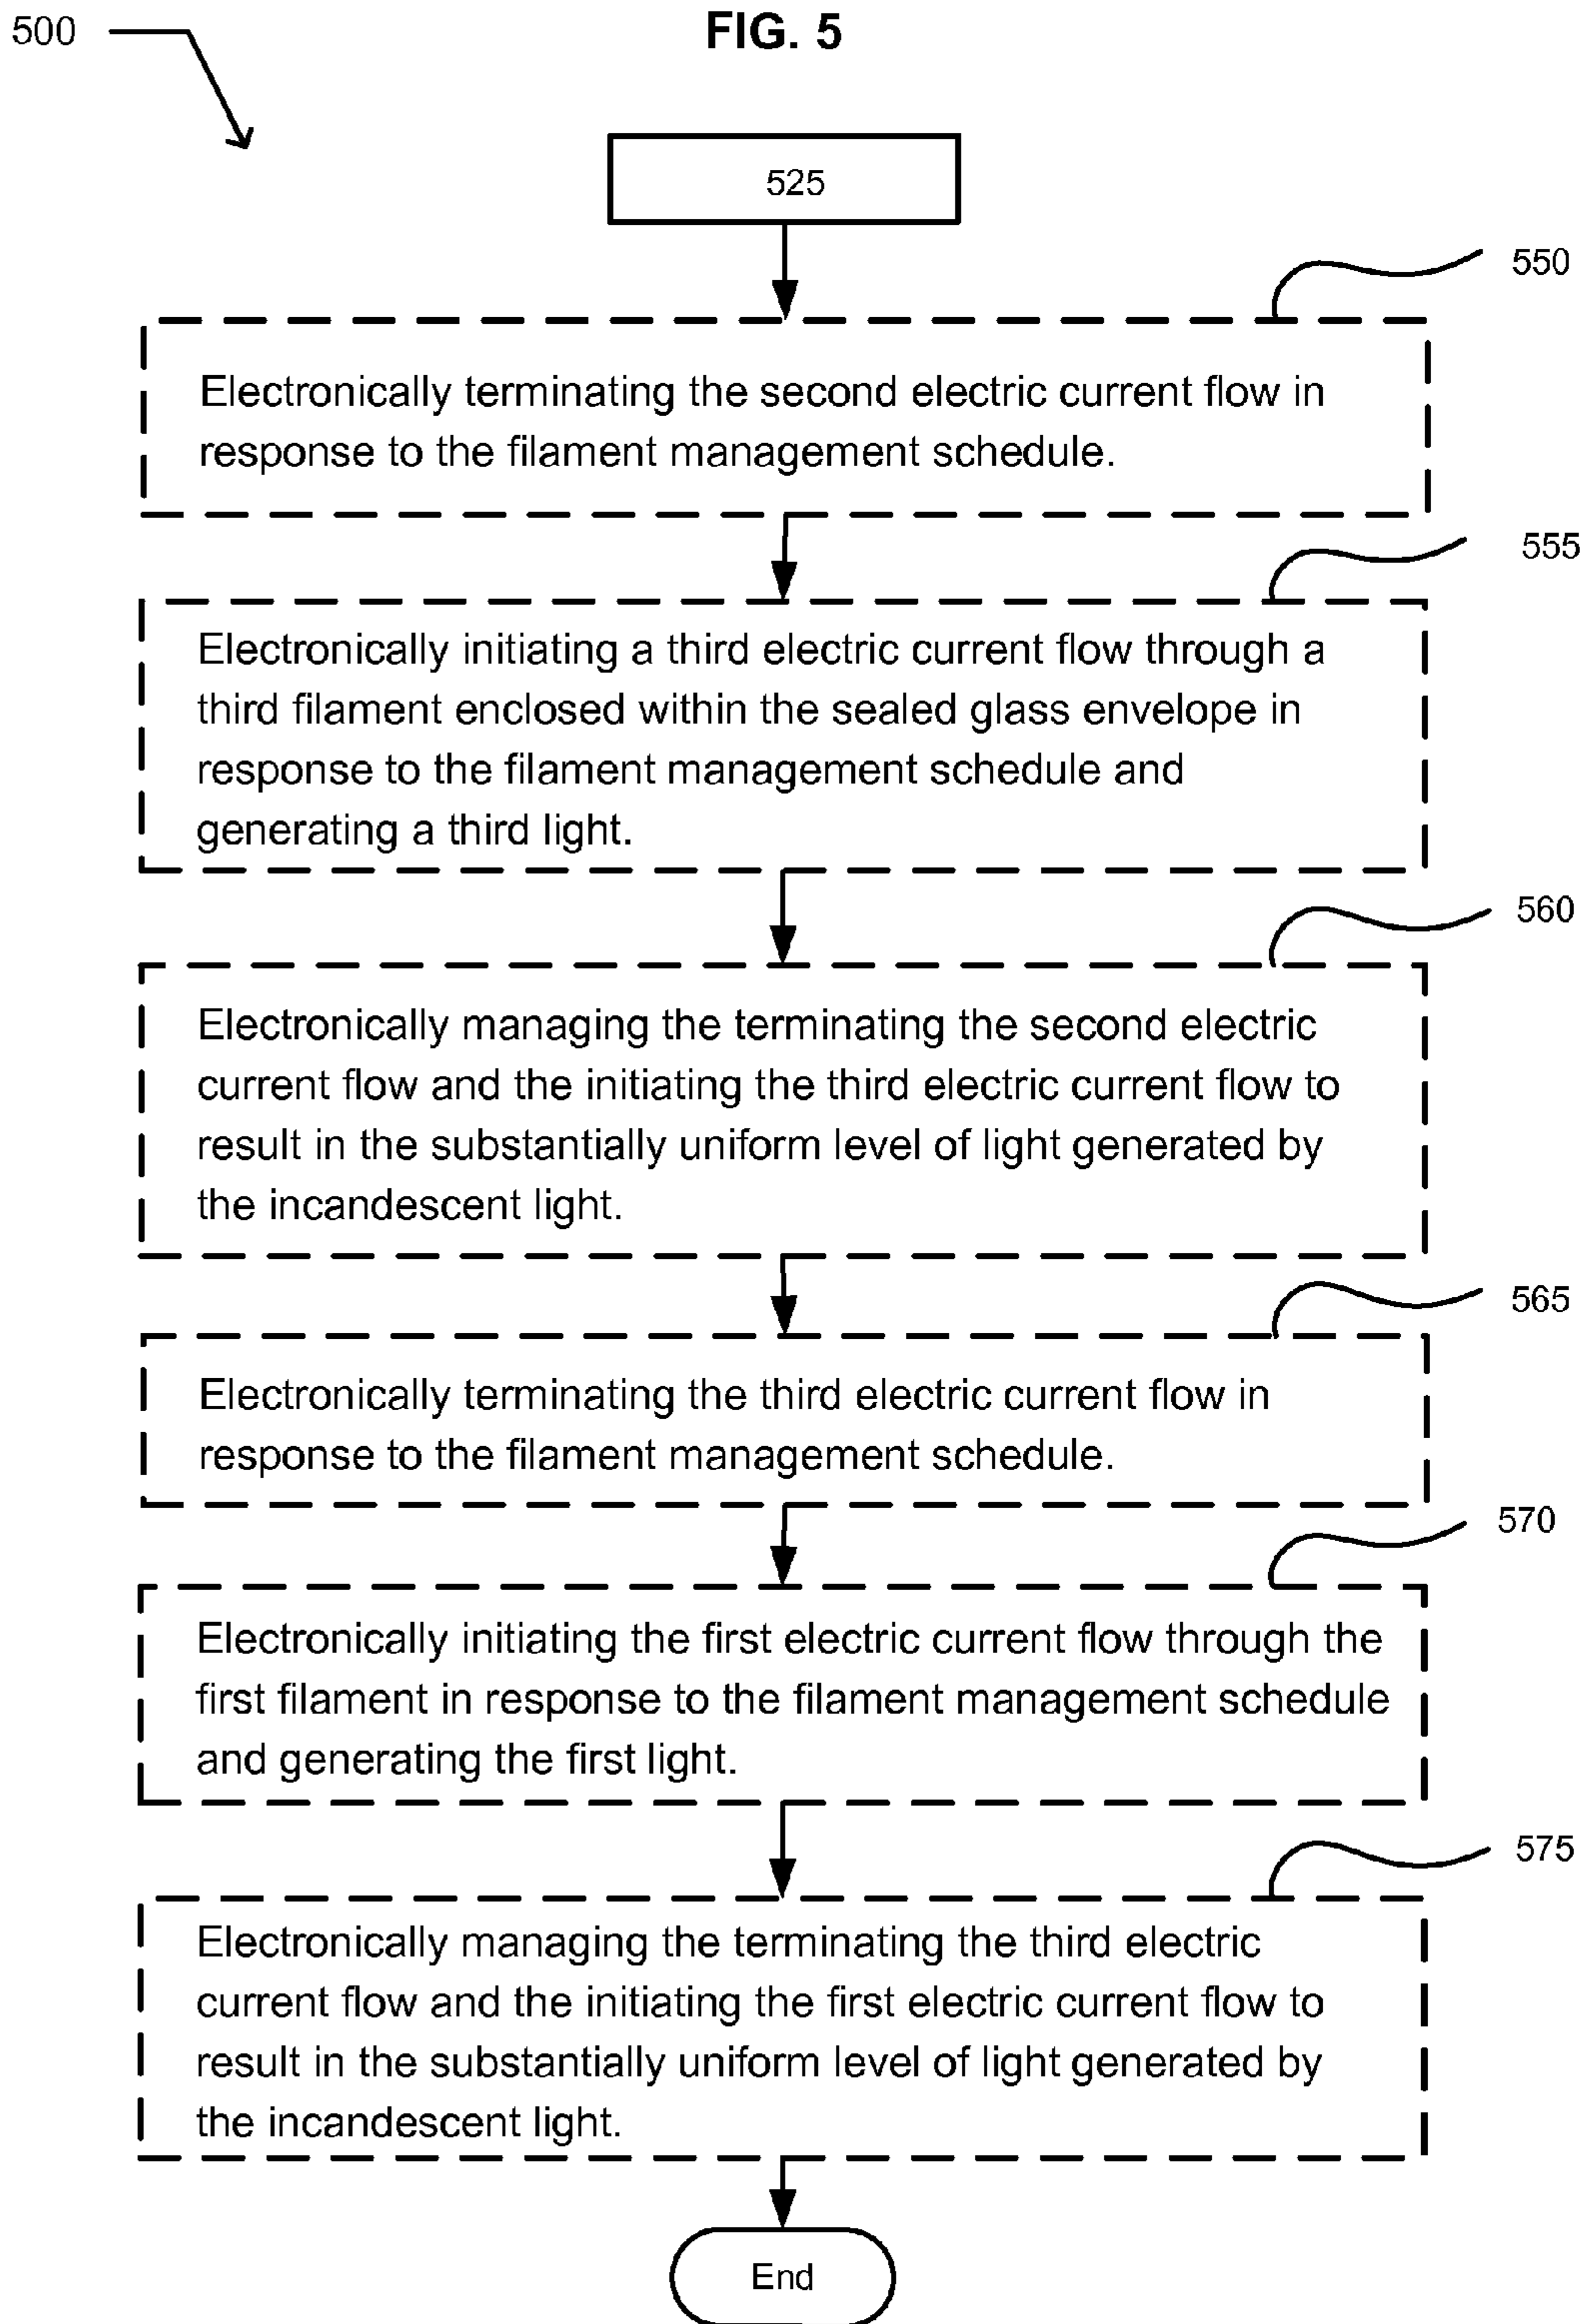 500
FIG. 5
525
550
Electronically terminating the second electric current flow in
response to the filament management schedule.
555
Electronically initiating a third electric current flow through a
third filament enclosed within the sealed glass envelope in
response to the filament management schedule and
generating a third light.
560
Electronically managing the terminating the second electric
current flow and the initiating the third electric current flow to
result in the substantially uniform level of light generated by
the incandescent light.
565
Electronically terminating the third electric current flow in
response to the filament management schedule.
570
Electronically initiating the first electric current flow through the
first filament in response to the filament management schedule
and generating the first light.
575
Electronically managing the terminating the third electric
current flow and the initiating the first electric current flow to
result in the substantially uniform level of light generated by
the incandescent light.
End